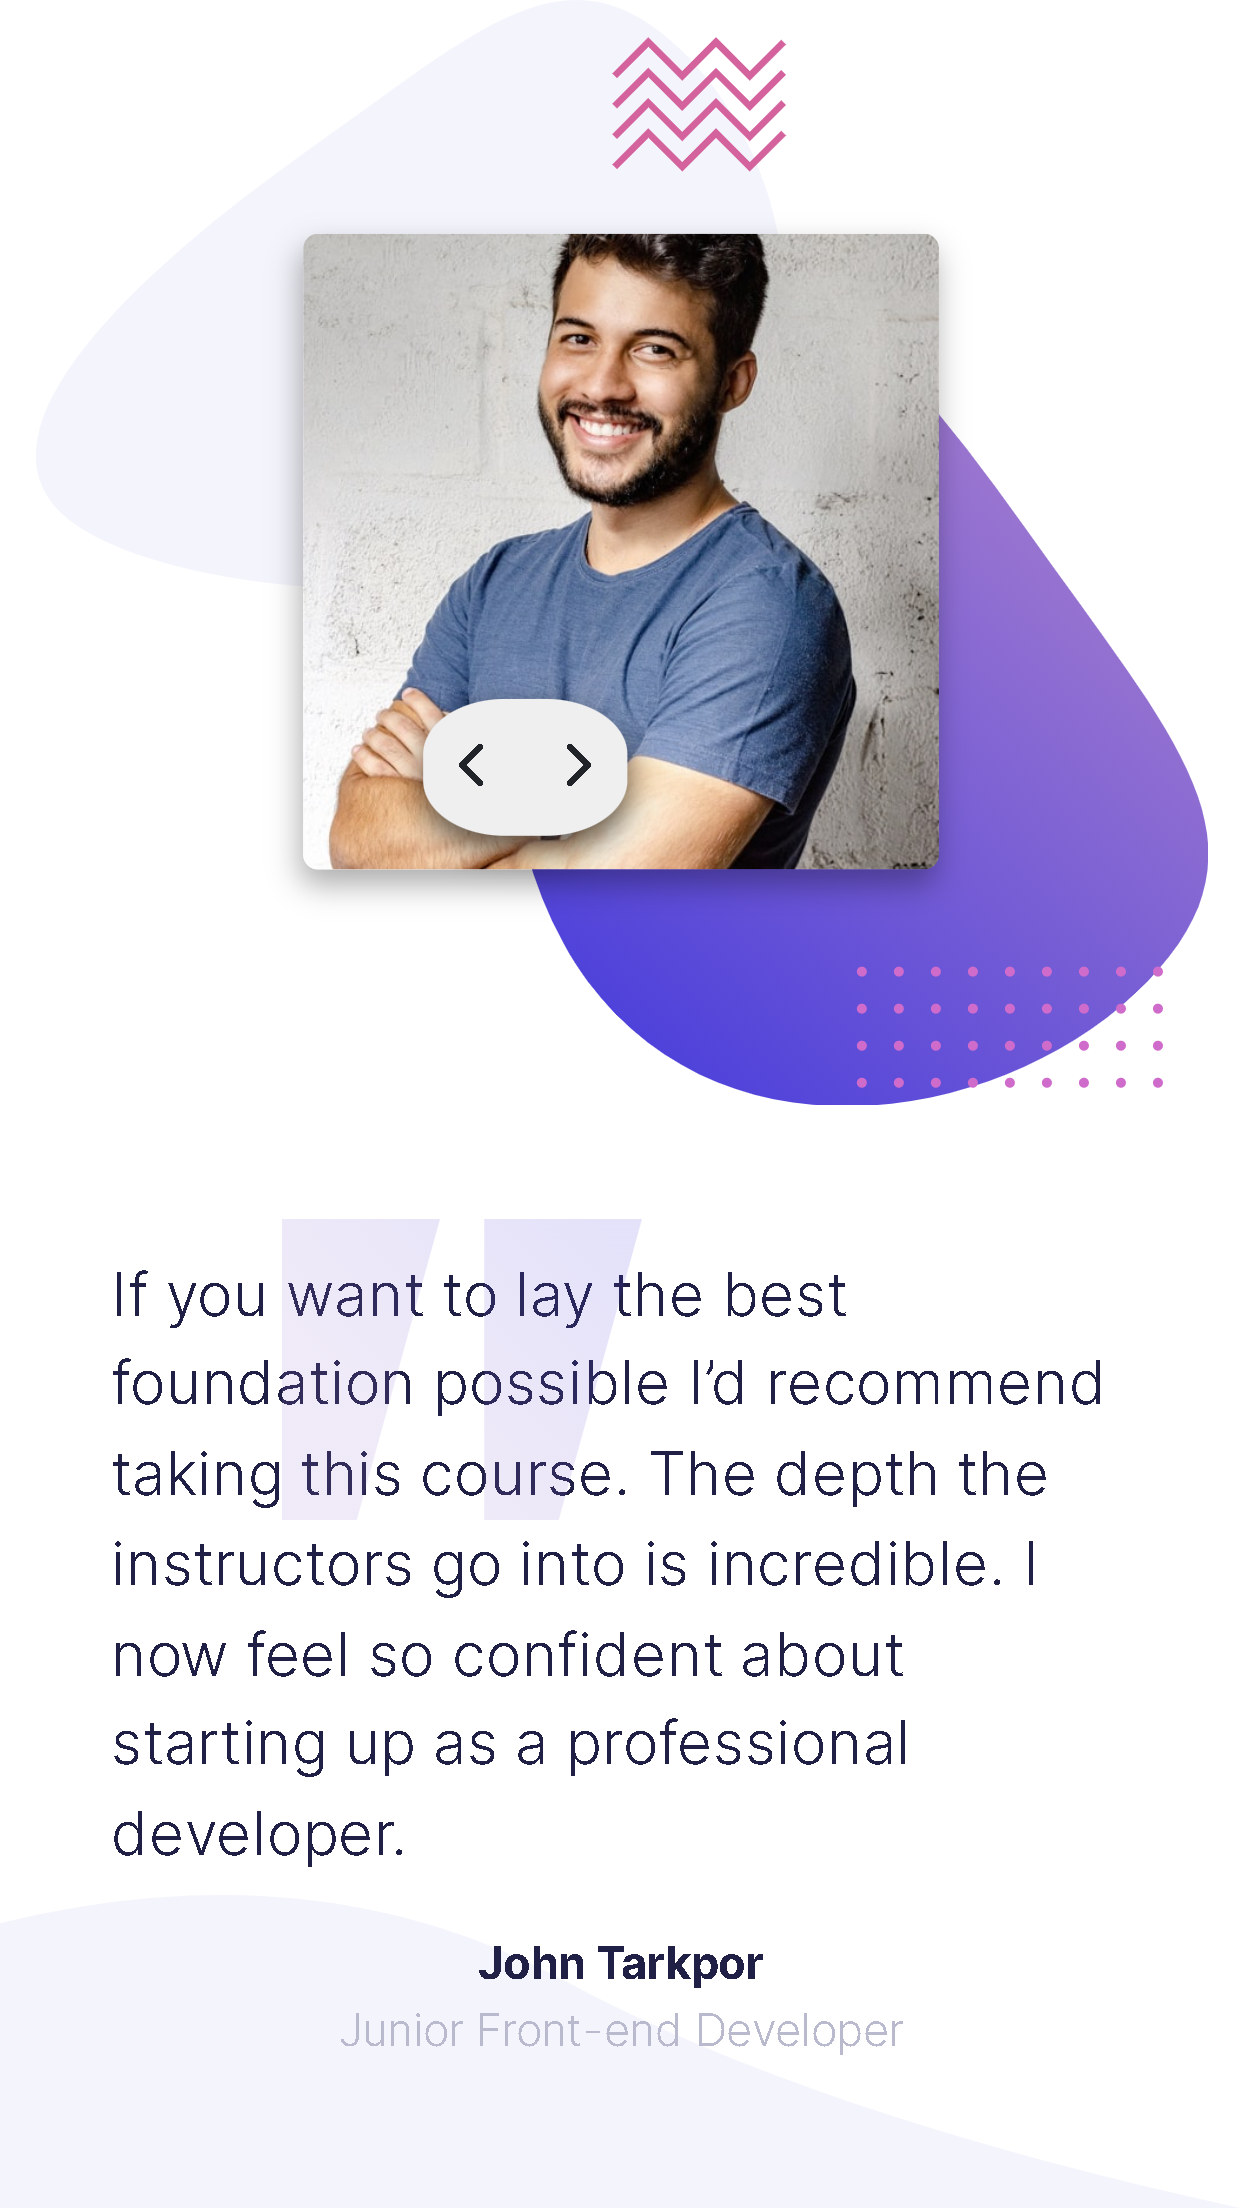 If you want to lay the best
foundation possible I’d recommend
taking this course. The depth the
instructors go into is incredible. I
now feel so confident about
starting up as a professional
developer.
John Tarkpor
Junior Front-end Developer